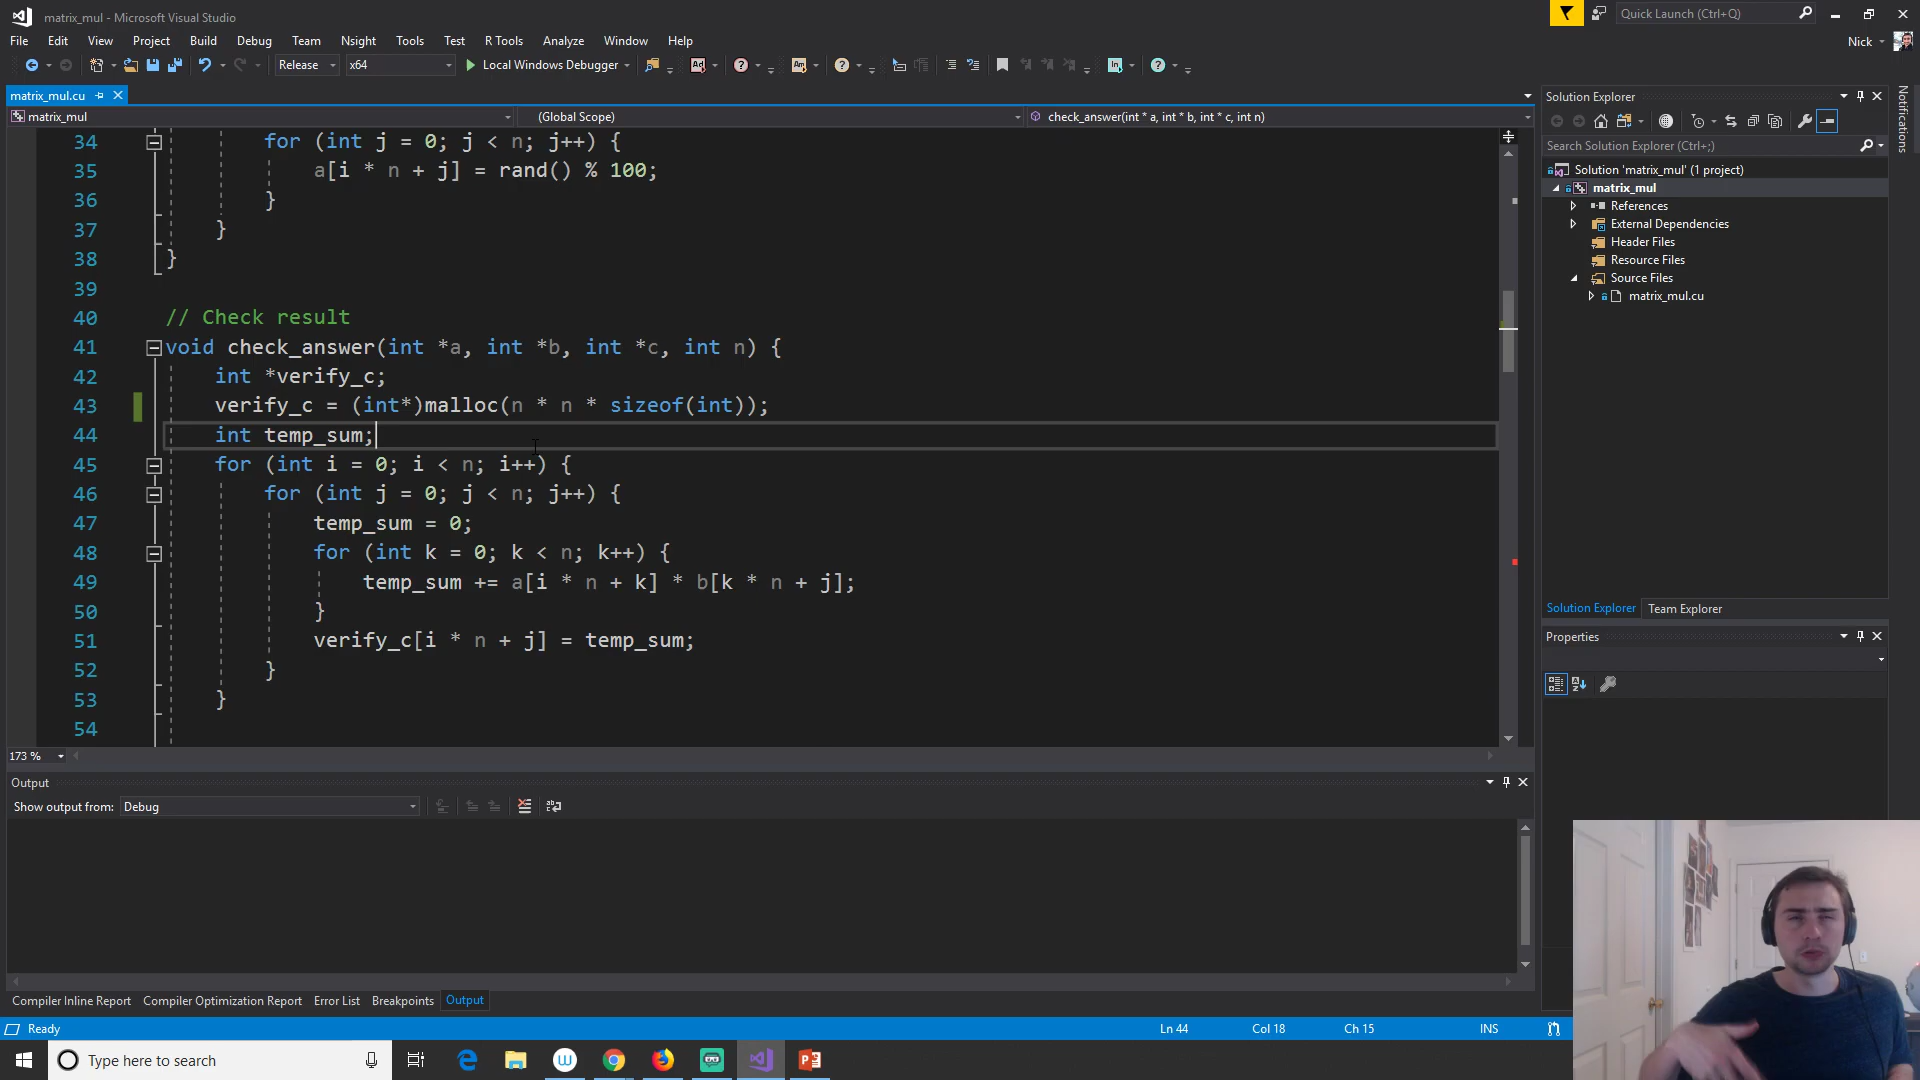 matrix_mul - Microsoft Visual Studio
Quick Launch (Ctrl+Q)
File Edit View Project Build Debug Team Nsight Tools Test R Tools Analyze Window Help
Nick
Release x64 Local Windows Debugger
matrix_mul.cu
matrix_mul (Global Scope) check_answer(int * a, int * b, int * c, int n)
34 for (int j = 0; j < n; j++) {
35 a[i * n + j] = rand() % 100;
36 }
37 }
38 }
39
40 // Check result
41 void check_answer(int *a, int *b, int *c, int n) {
42 int *verify_c;
43 verify_c = (int*)malloc(n * n * sizeof(int));
44 int temp_sum;
45 for (int i = 0; i < n; i++) {
46 for (int j = 0; j < n; j++) {
47 temp_sum = 0;
48 for (int k = 0; k < n; k++) {
49 temp_sum += a[i * n + k] * b[k * n + j];
50 }
51 verify_c[i * n + j] = temp_sum;
52 }
53 }
54
173 %
Output
Show output from: Debug
Compiler Inline Report Compiler Optimization Report Error List Breakpoints Output
Solution Explorer
Search Solution Explorer (Ctrl+;)
Solution 'matrix_mul' (1 project)
matrix_mul
References
External Dependencies
Header Files
Resource Files
Source Files
matrix_mul.cu
Solution Explorer Team Explorer
Properties
Notifications
Ready Ln 44 Col 18 Ch 15 INS
Type here to search